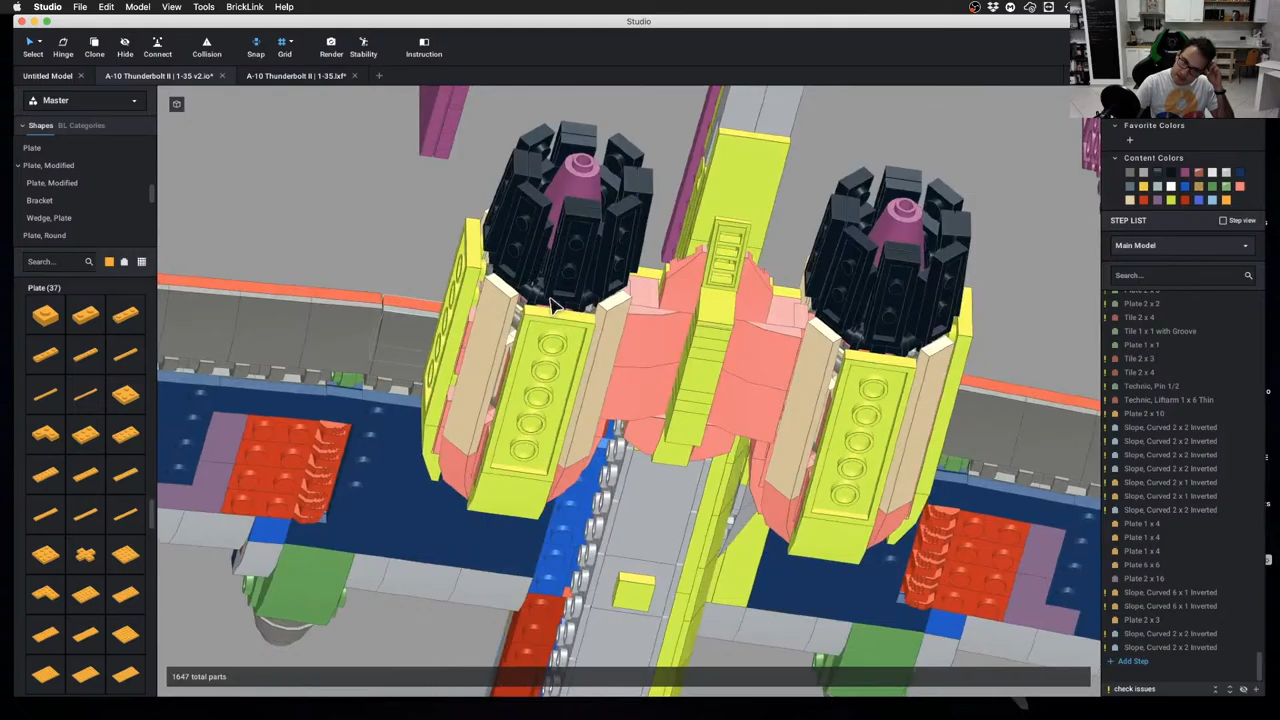 Studio File Edit Model View Tools BrickLink Help
Studio
Select Hinge Clone Hide Connect Collision Snap Grid Render Stability Instruction
Untitled Model A-10 Thunderbolt II | 1-35 v2.io* A-10 Thunderbolt II | 1-35.lxf*
Master
Shapes BL Categories
Plate
Plate, Modified
Plate, Modified
Bracket
Wedge, Plate
Plate, Round
Search...
Plate (37)
1647 total parts
Favorite Colors
Content Colors
STEP LIST Step view
Main Model
Search...
Plate 2 x 2
Tile 2 x 4
Tile 1 x 1 with Groove
Plate 1 x 1
Tile 2 x 3
Tile 2 x 4
Technic, Pin 1/2
Technic, Liftarm 1 x 6 Thin
Plate 2 x 10
Slope, Curved 2 x 2 Inverted
Slope, Curved 2 x 2 Inverted
Slope, Curved 2 x 2 Inverted
Slope, Curved 2 x 2 Inverted
Slope, Curved 2 x 1 Inverted
Slope, Curved 2 x 1 Inverted
Slope, Curved 2 x 2 Inverted
Plate 1 x 4
Plate 1 x 4
Plate 1 x 4
Plate 6 x 6
Plate 2 x 16
Slope, Curved 6 x 1 Inverted
Slope, Curved 6 x 1 Inverted
Plate 2 x 3
Slope, Curved 2 x 2 Inverted
Slope, Curved 2 x 2 Inverted
Add Step
check issues